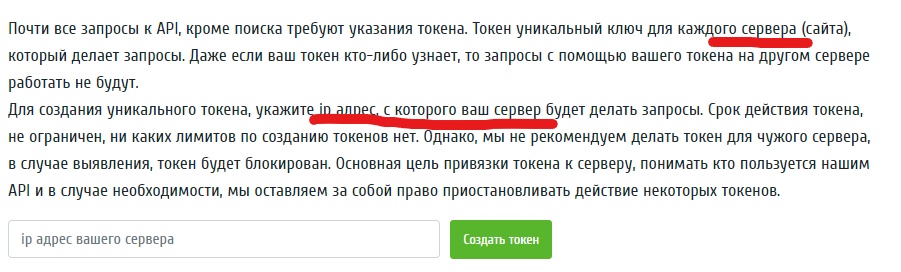 Почти все запросы к API, кроме поиска требуют указания токена. Токен уникальный ключ для каждого сервера (сайта),
который делает запросы. Даже если ваш токен кто-либо узнает, то запросы с помощью вашего токена на другом сервере
работать не будут.
Для создания уникального токена, укажите ip адрес, с которого ваш сервер будет делать запросы. Срок действия токена,
не ограничен, ни каких лимитов по созданию токенов нет. Однако, мы не рекомендуем делать токен для чужого сервера,
в случае выявления, токен будет блокирован. Основная цель привязки токена к серверу, понимать кто пользуется нашим
API и в случае необходимости, мы оставляем за собой право приостановливать действие некоторых токенов.
ip адрес вашего сервера
Создать токен